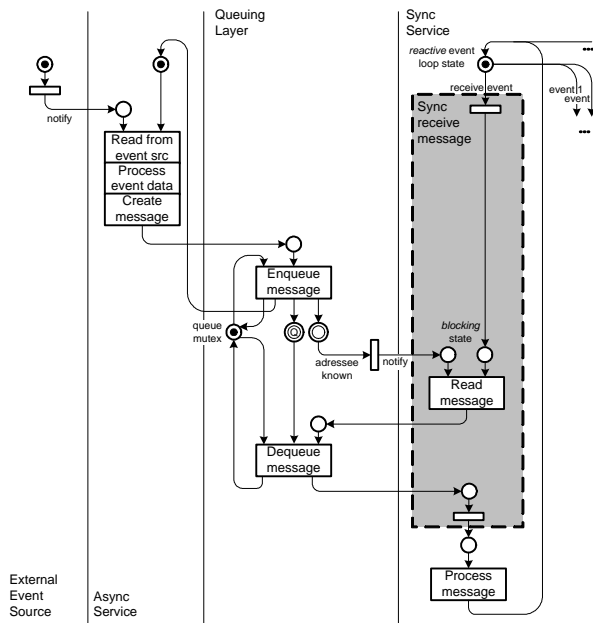 Queuing
Layer
Sync
Service
reactive event
loop state
...
receive event
event 1
event
...
Sync
receive
message
notify
Read from
event src
Process
event data
Create
message
Enqueue
message
queue
mutex
Q
adressee
known
notify
blocking
state
Read
message
Dequeue
message
Process
message
External
Event
Source
Async
Service